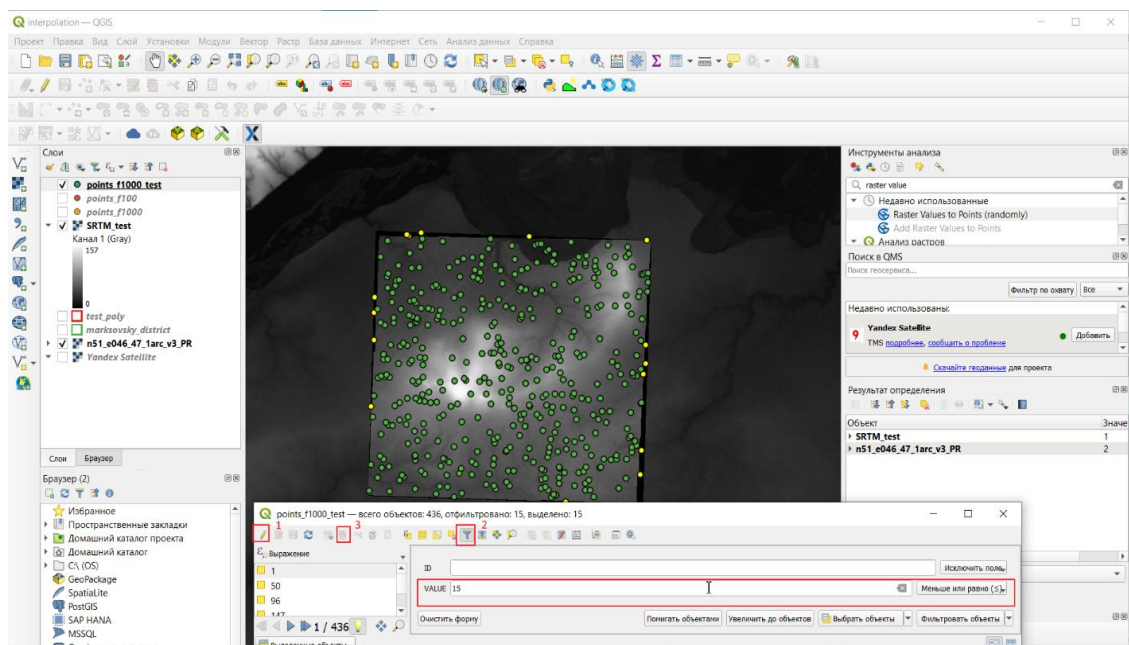 interpolation — QGIS
Проект Правка Вид Слой Установки Модули Вектор Растр База данных Интернет Сеть Анализ данных Справка
Слои
points_f1000_test
points_f100
points_f1000
SRTM_test
Канал 1 (Gray)
157
0
test_poly
marksovsky_district
n51_e046_47_1arc_v3_PR
Yandex Satellite
Слои Браузер
Браузер (2)
Избранное
Пространственные закладки
Домашний каталог проекта
Домашний каталог
C:\ (OS)
GeoPackage
SpatiaLite
PostGIS
SAP HANA
MSSQL
Инструменты анализа
raster value
Недавно использованные
Raster Values to Points (randomly)
Add Raster Values to Points
Анализ растров
Поиск в QMS
Поиск геосервиса...
Фильтр по охвату Все
Недавно использованы:
Yandex Satellite
TMS подробнее, сообщить о проблеме
Добавить
Скачайте геоданные для проекта
Результат определения
Объект Значе
SRTM_test 1
n51_e046_47_1arc_v3_PR 2
points_f1000_test — всего объектов: 436, отфильтровано: 15, выделено: 15
1 3 2
Выражение
1
50
96
147
1 / 436
ID
Исключить поле
VALUE 15
Меньше или равно (≤)
Очистить форму
Помигать объектами
Увеличить до объектов
Выбрать объекты
Фильтровать объекты